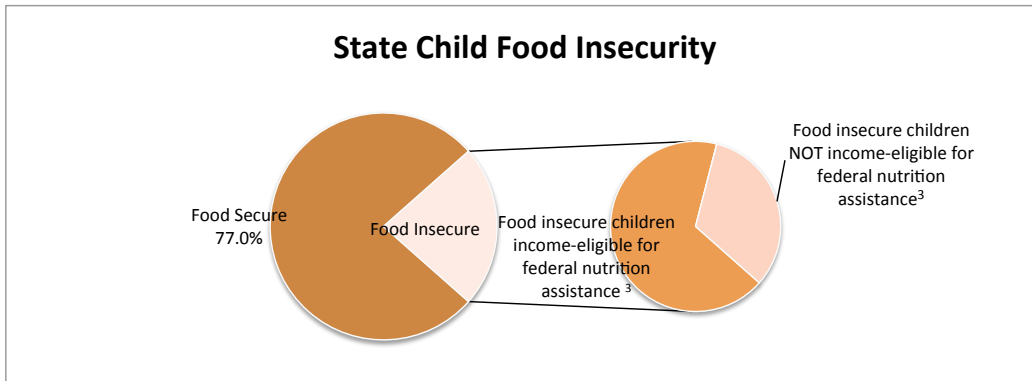 State Child Food Insecurity
Food Secure
77.0%
Food Insecure
Food insecure children
income-eligible for
federal nutrition
assistance ³
Food insecure children
NOT income-eligible for
federal nutrition
assistance³